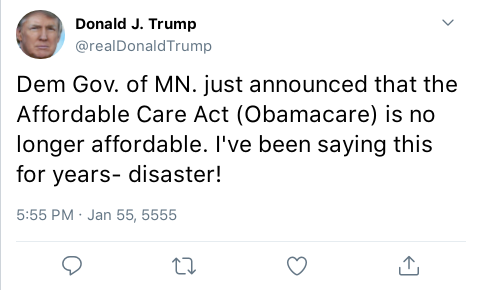 Donald J. Trump
@realDonaldTrump
Dem Gov. of MN. just announced that the
Affordable Care Act (Obamacare) is no
longer affordable. I've been saying this
for years- disaster!
5:55 PM · Jan 55, 5555